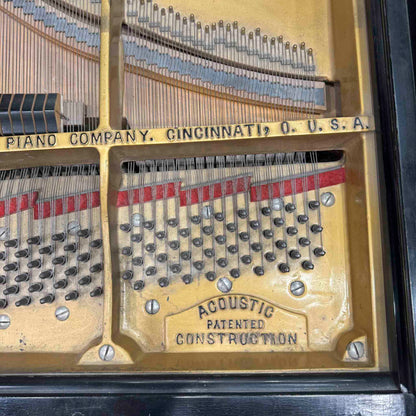 PIANO COMPANY. CINCINNATI, O. U. S. A.
ACOUSTIC
PATENTED
CONSTRUCTION